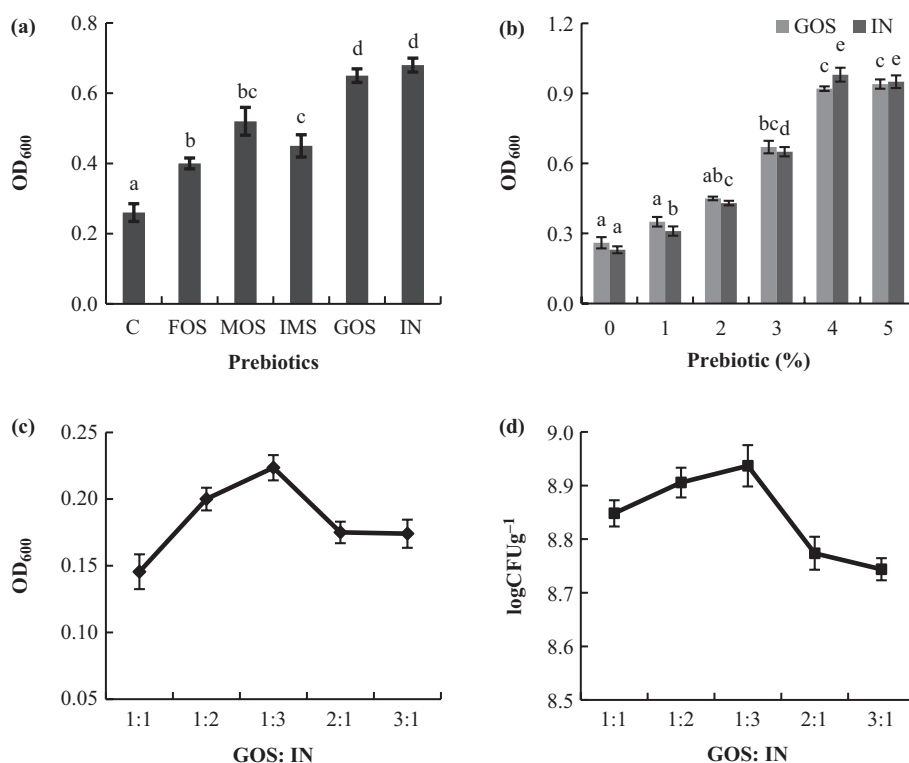 (a)
0.8
0.6
0.4
0.2
0.0
OD600
a
b
bc
c
d
d
C FOS MOS IMS GOS IN
Prebiotics
(b)
GOS IN
1.2
0.9
0.6
0.3
0.0
OD600
a a
a b
ab c
bc d
c e
c e
0 1 2 3 4 5
Prebiotic (%)
(c)
0.25
0.20
0.15
0.10
0.05
OD600
1:1 1:2 1:3 2:1 3:1
GOS: IN
(d)
9.0
8.9
8.8
8.7
8.6
8.5
logCFUg−1
1:1 1:2 1:3 2:1 3:1
GOS: IN